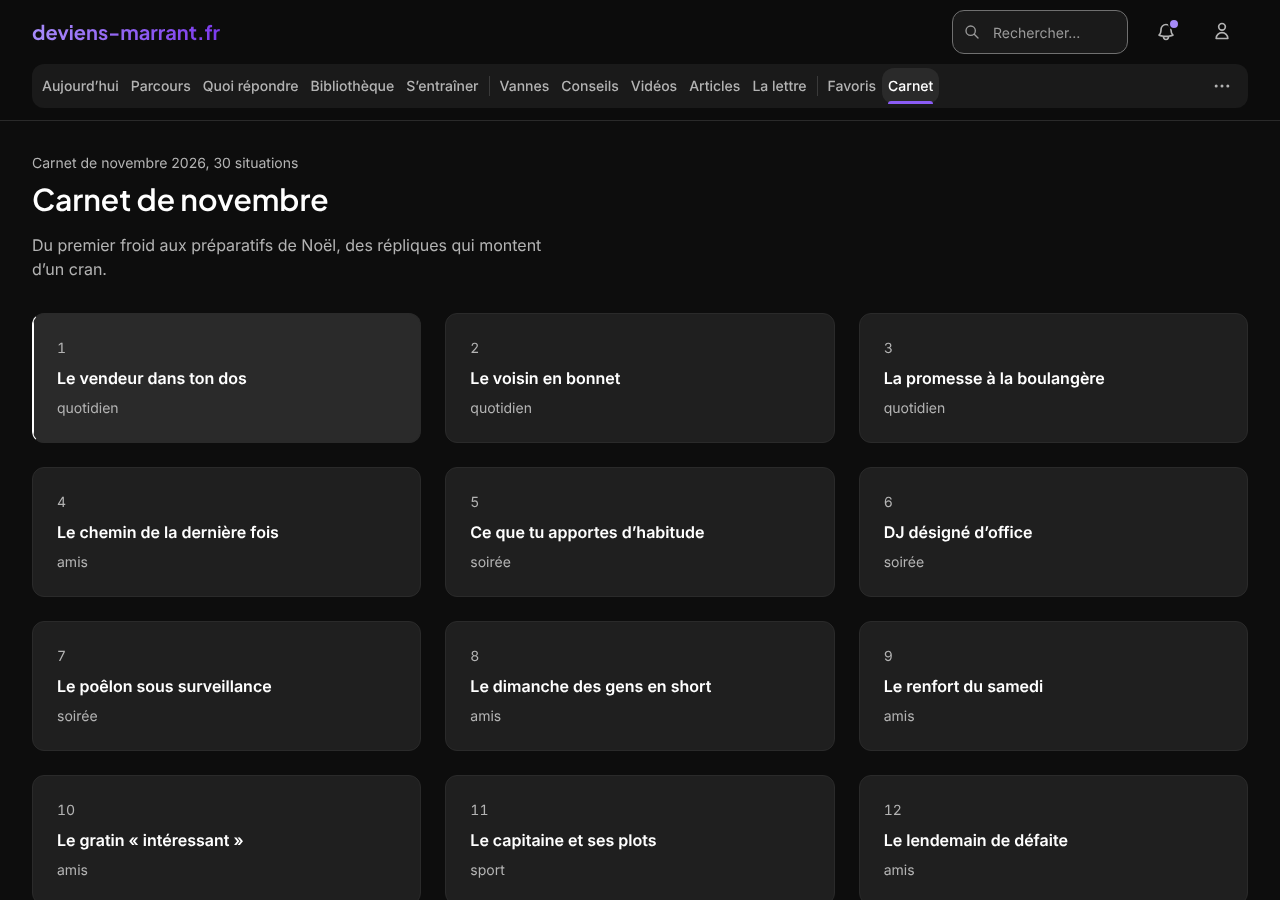 deviens-marrant.fr
Rechercher...
Aujourd’hui Parcours Quoi répondre Bibliothèque S’entraîner Vannes Conseils Vidéos Articles La lettre Favoris Carnet
Carnet de novembre 2026, 30 situations
Carnet de novembre
Du premier froid aux préparatifs de Noël, des répliques qui montent
d’un cran.
1
Le vendeur dans ton dos
quotidien
2
Le voisin en bonnet
quotidien
3
La promesse à la boulangère
quotidien
4
Le chemin de la dernière fois
amis
5
Ce que tu apportes d’habitude
soirée
6
DJ désigné d’office
soirée
7
Le poêlon sous surveillance
soirée
8
Le dimanche des gens en short
amis
9
Le renfort du samedi
amis
10
Le gratin « intéressant »
amis
11
Le capitaine et ses plots
sport
12
Le lendemain de défaite
amis